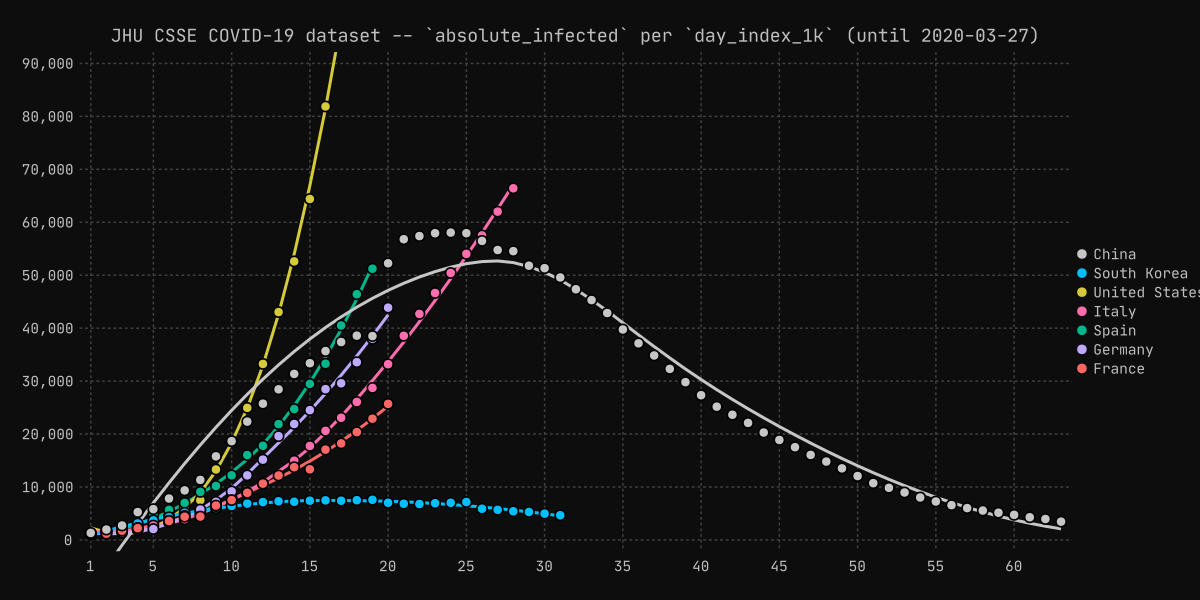 JHU CSSE COVID-19 dataset -- `absolute_infected` per `day_index_1k` (until 2020-03-27)
90,000
80,000
70,000
60,000
50,000
40,000
30,000
20,000
10,000
0
1 5 10 15 20 25 30 35 40 45 50 55 60
China
South Korea
United States
Italy
Spain
Germany
France